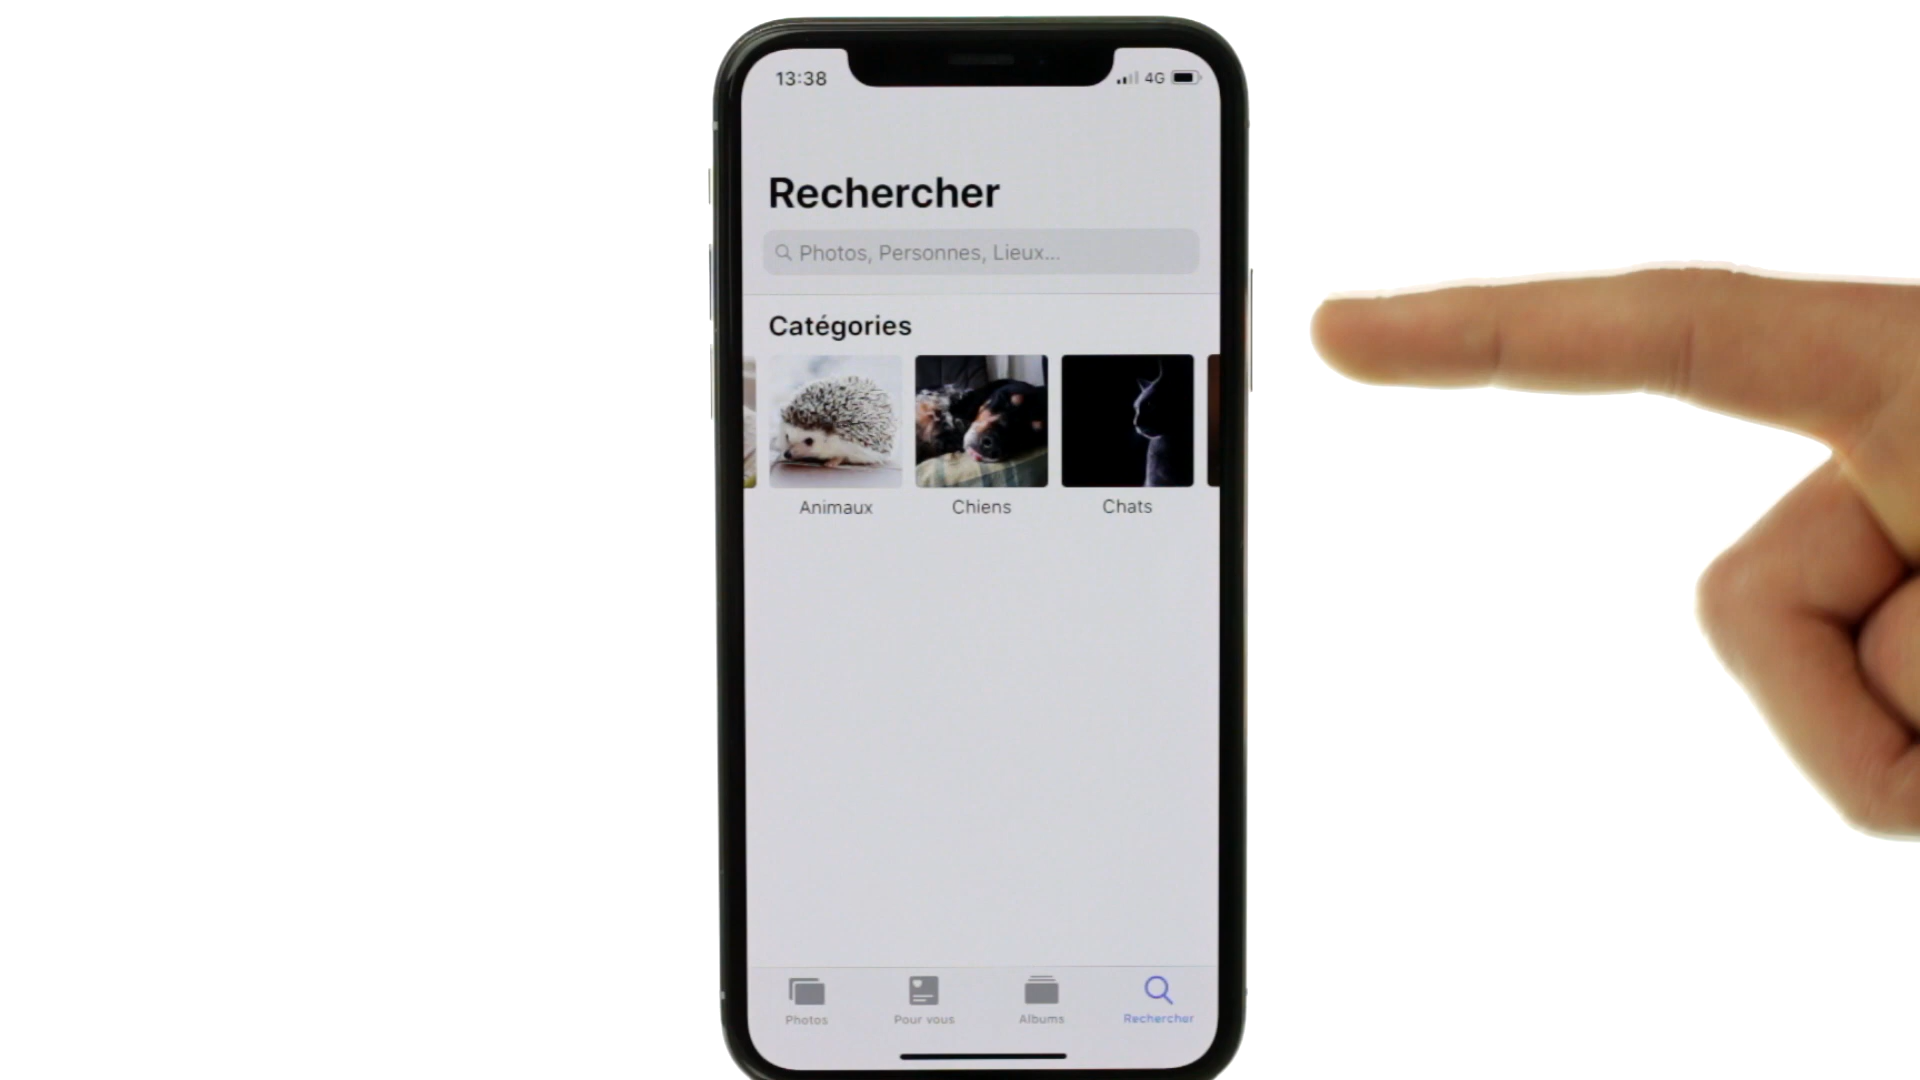 13:38 4G
Rechercher
Photos, Personnes, Lieux...
Catégories
Animaux Chiens Chats
Photos Pour vous Albums Rechercher